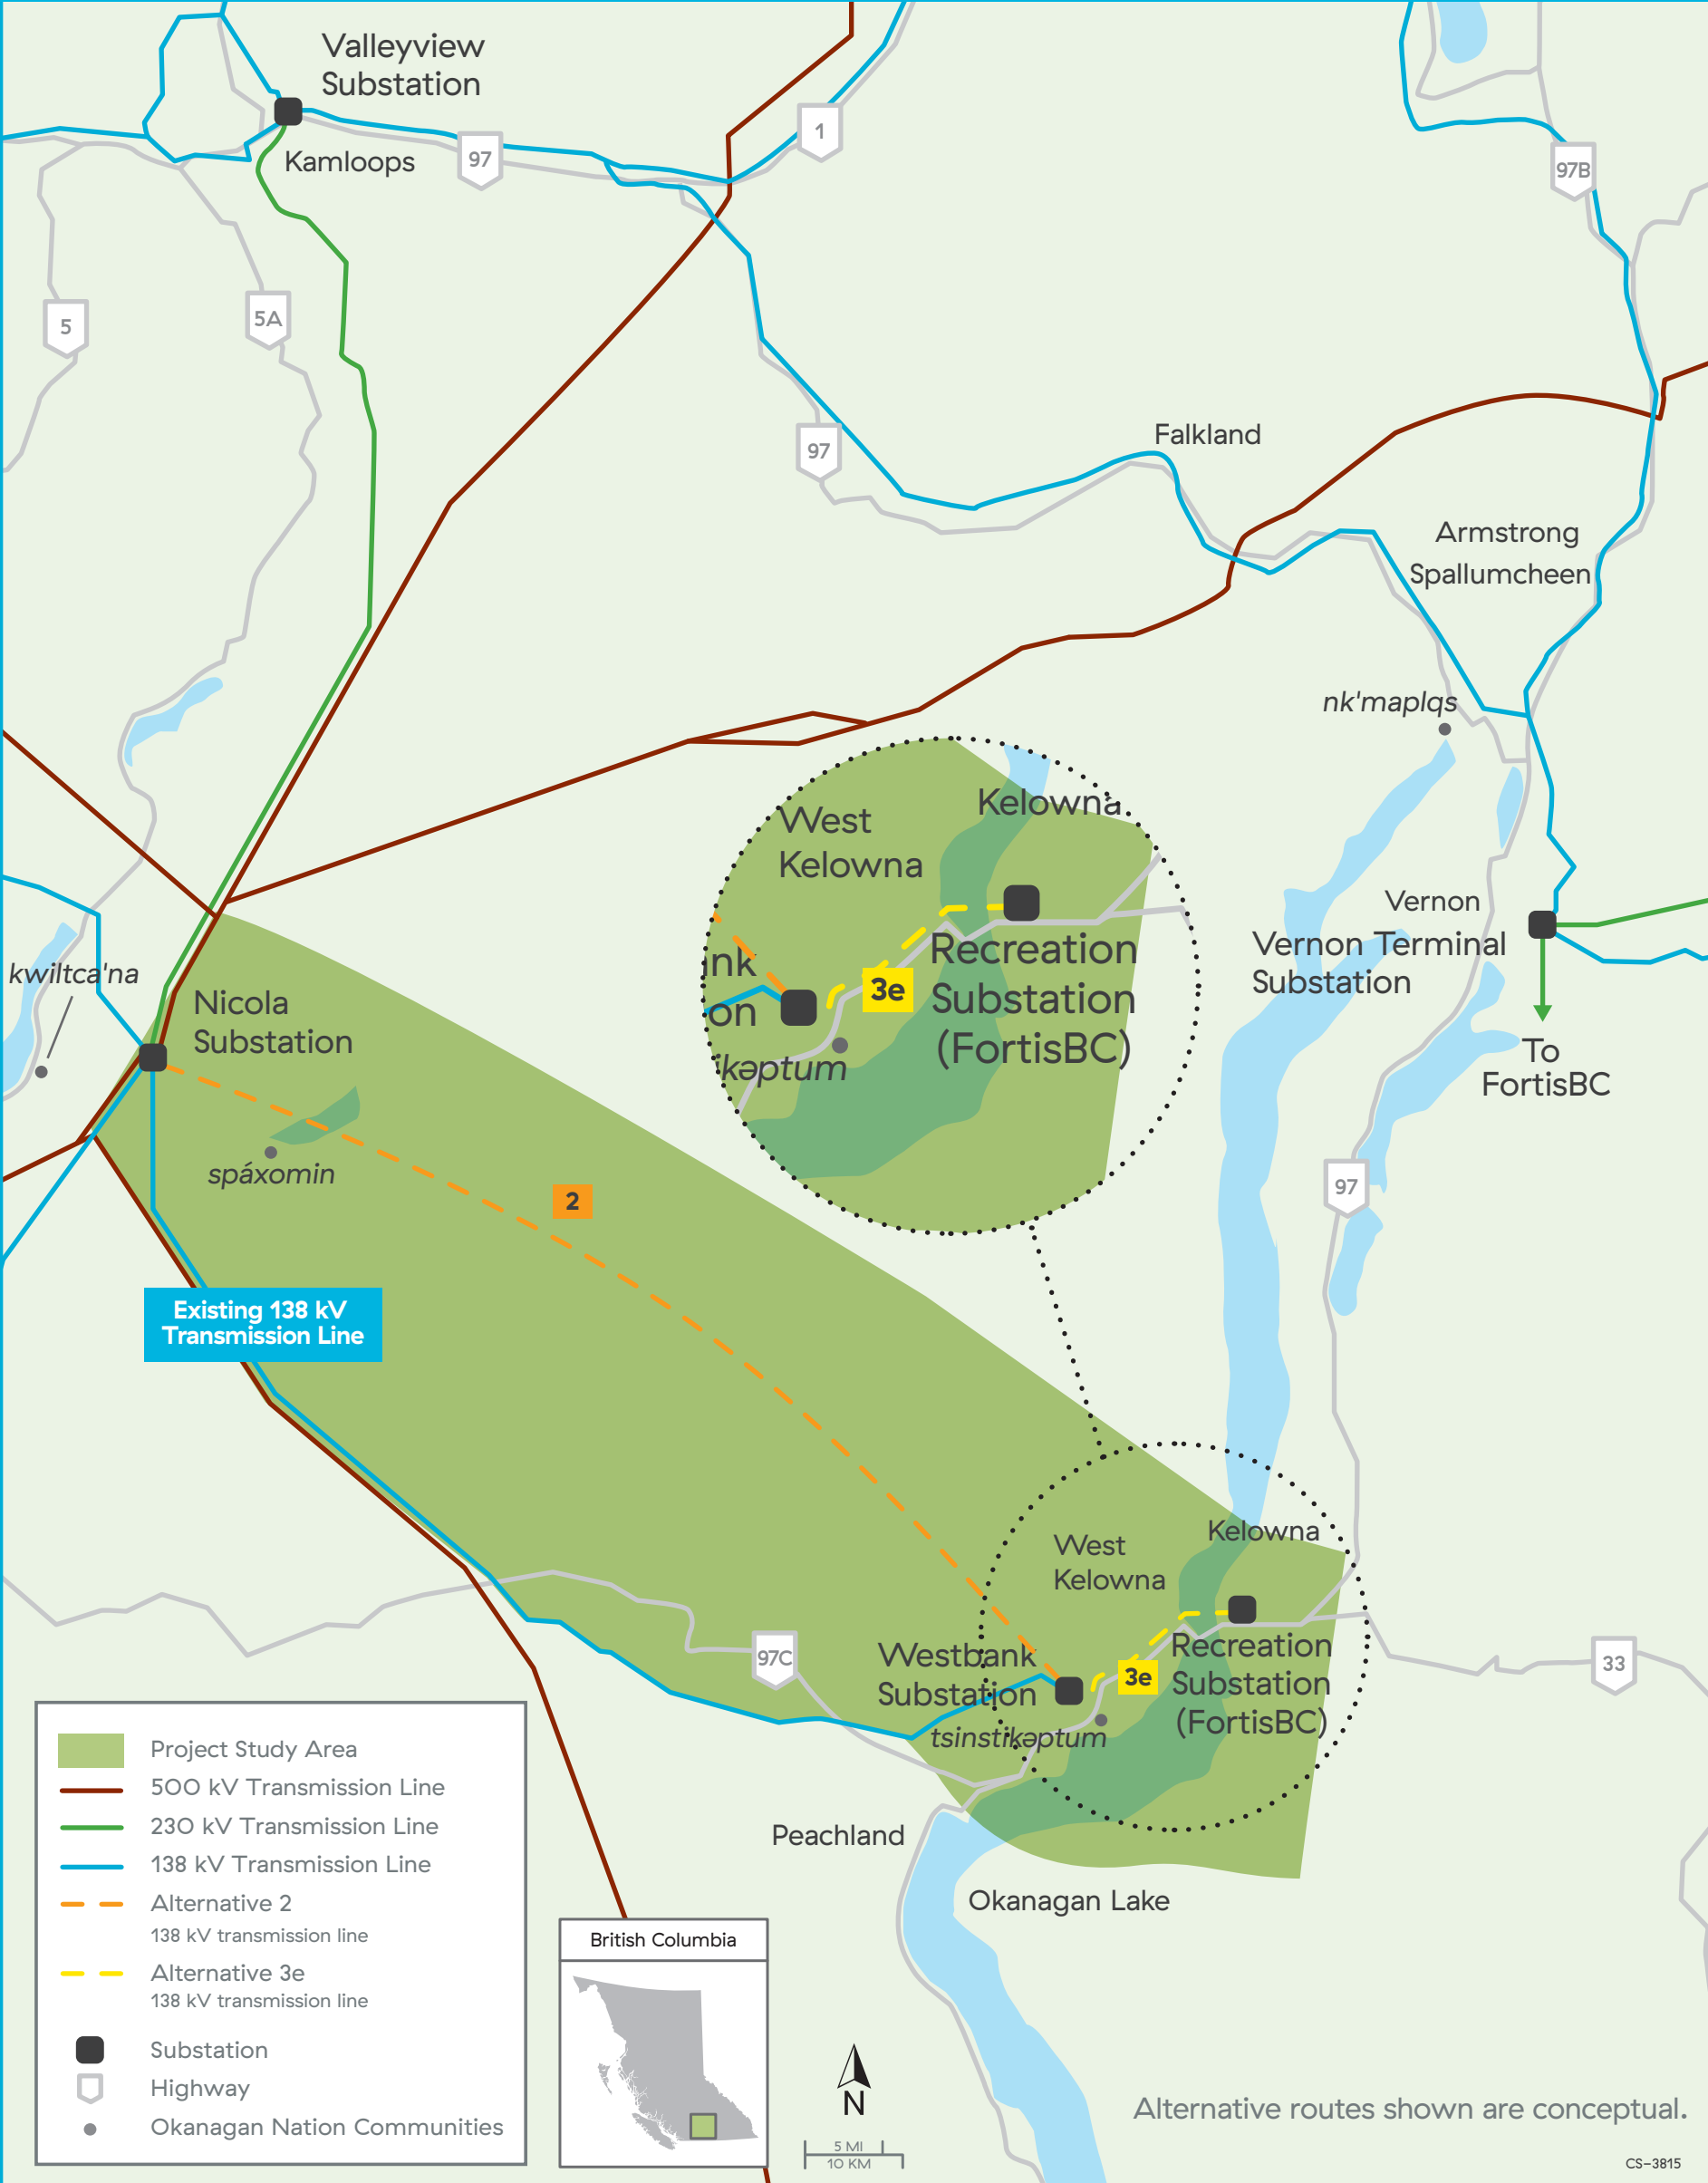 Valleyview
Substation
Kamloops
97
1
97B
5
5A
97
Falkland
Armstrong
Spallumcheen
nk'maplqs
West
Kelowna
Kelowna
nk
on
3e
Recreation
Substation
(FortisBC)
'kəptum
Vernon
Vernon Terminal
Substation
To
FortisBC
97
kwiltca'na
Nicola
Substation
spáxomin
2
Existing 138 kV
Transmission Line
Kelowna
West
Kelowna
97C
Westbank
Substation
3e
Recreation
Substation
(FortisBC)
33
tsinstikəptum
Peachland
Okanagan Lake
Project Study Area
500 kV Transmission Line
230 kV Transmission Line
138 kV Transmission Line
Alternative 2
138 kV transmission line
Alternative 3e
138 kV transmission line
Substation
Highway
Okanagan Nation Communities
British Columbia
N
5 MI
10 KM
Alternative routes shown are conceptual.
CS-3815